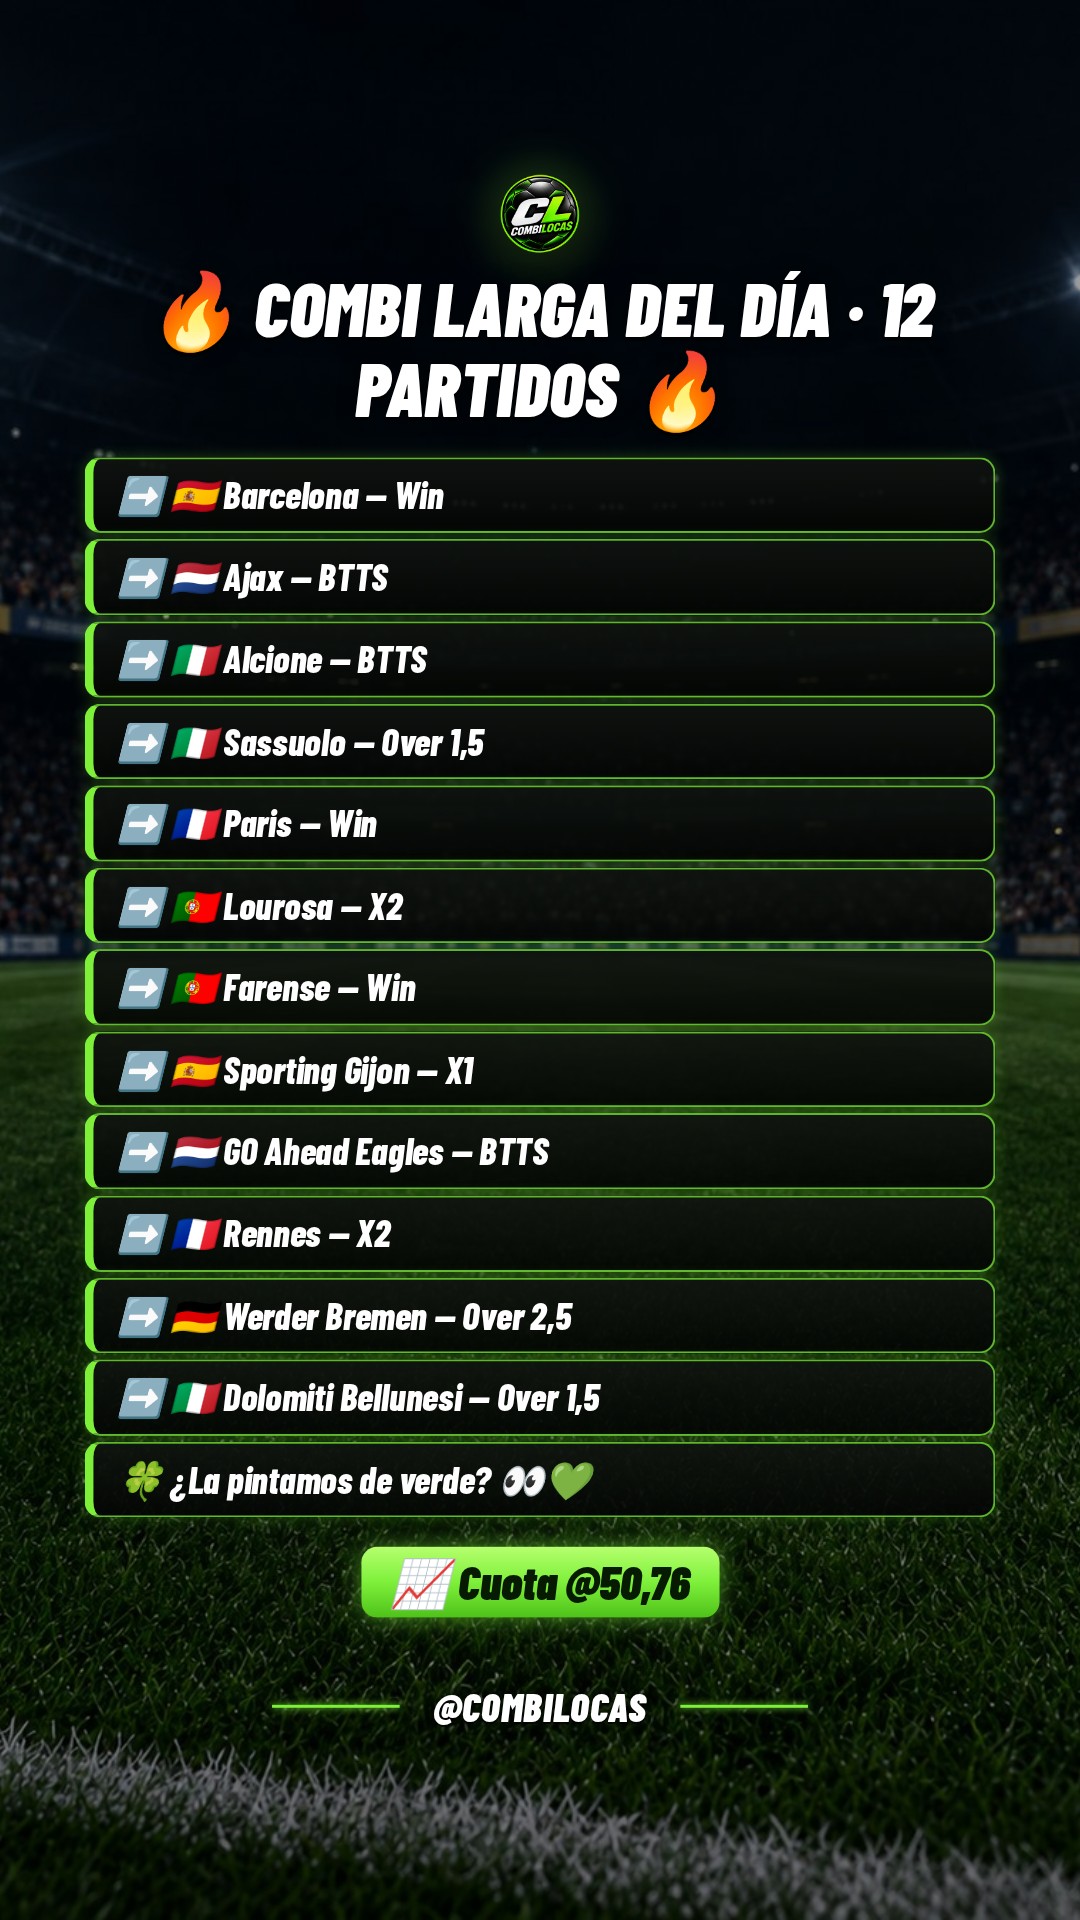 CL
COMBILOCAS
🔥 COMBI LARGA DEL DÍA · 12
PARTIDOS 🔥
➡️ 🇪🇸 Barcelona – Win
➡️ 🇳🇱 Ajax – BTTS
➡️ 🇮🇹 Alcione – BTTS
➡️ 🇮🇹 Sassuolo – Over 1,5
➡️ 🇫🇷 Paris – Win
➡️ 🇵🇹 Lourosa – X2
➡️ 🇵🇹 Farense – Win
➡️ 🇪🇸 Sporting Gijon – X1
➡️ 🇳🇱 GO Ahead Eagles – BTTS
➡️ 🇫🇷 Rennes – X2
➡️ 🇩🇪 Werder Bremen – Over 2,5
➡️ 🇮🇹 Dolomiti Bellunesi – Over 1,5
🍀 ¿La pintamos de verde? 👀💚
📈 Cuota @50,76
@COMBILOCAS